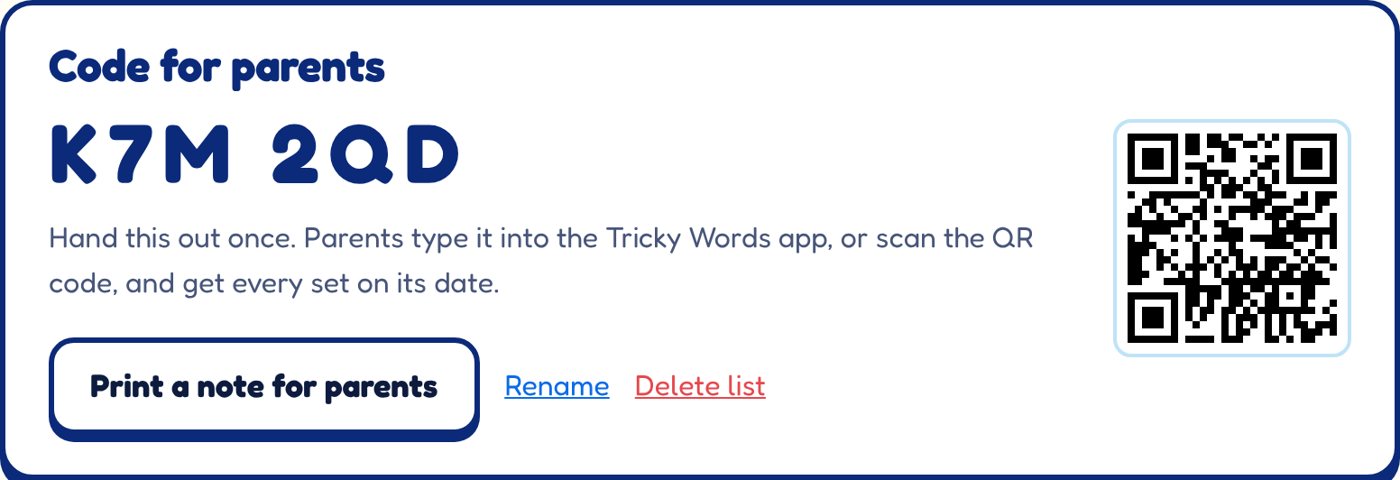 Code for parents
K7M 2QD
Hand this out once. Parents type it into the Tricky Words app, or scan the QR
code, and get every set on its date.
Print a note for parents
Rename
Delete list